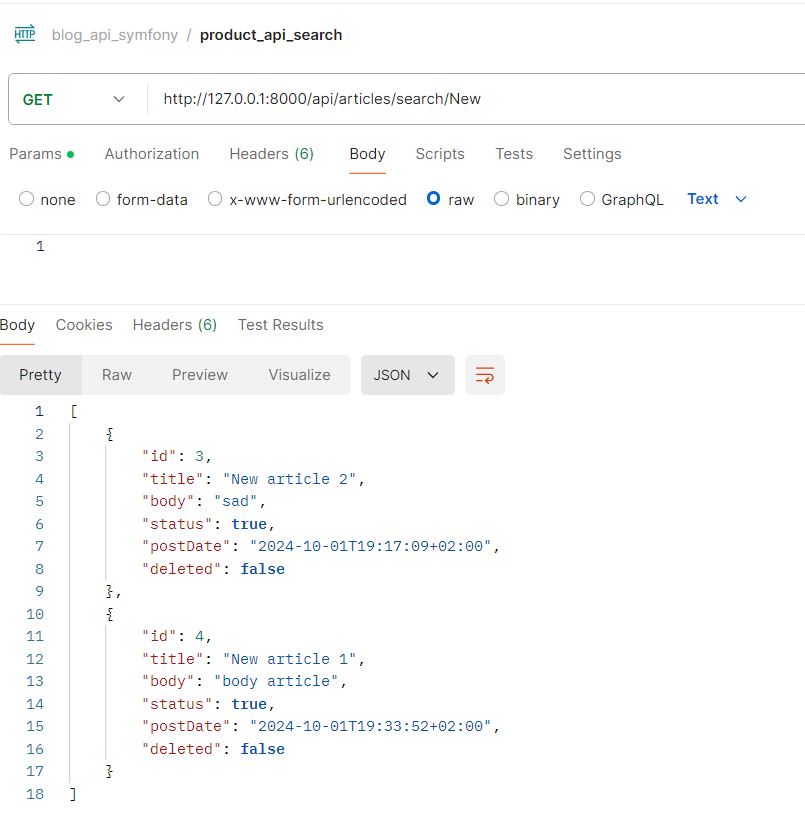 HTTP blog_api_symfony / product_api_search
GET http://127.0.0.1:8000/api/articles/search/New
Params Authorization Headers (6) Body Scripts Tests Settings
none form-data x-www-form-urlencoded raw binary GraphQL Text
1
Body Cookies Headers (6) Test Results
Pretty Raw Preview Visualize JSON
1 [
2 {
3 "id": 3,
4 "title": "New article 2",
5 "body": "sad",
6 "status": true,
7 "postDate": "2024-10-01T19:17:09+02:00",
8 "deleted": false
9 },
10 {
11 "id": 4,
12 "title": "New article 1",
13 "body": "body article",
14 "status": true,
15 "postDate": "2024-10-01T19:33:52+02:00",
16 "deleted": false
17 }
18 ]